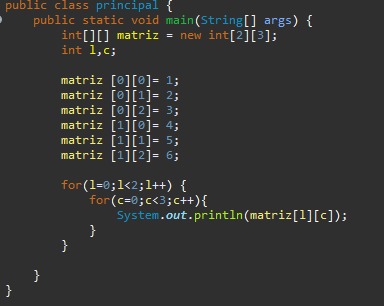 public class principal {
    public static void main(String[] args) {
        int[][] matriz = new int[2][3];
        int l,c;

        matriz [0][0]= 1;
        matriz [0][1]= 2;
        matriz [0][2]= 3;
        matriz [1][0]= 4;
        matriz [1][1]= 5;
        matriz [1][2]= 6;

        for(l=0;l<2;l++) {
            for(c=0;c<3;c++){
                System.out.println(matriz[l][c]);
            }
        }

    }
}